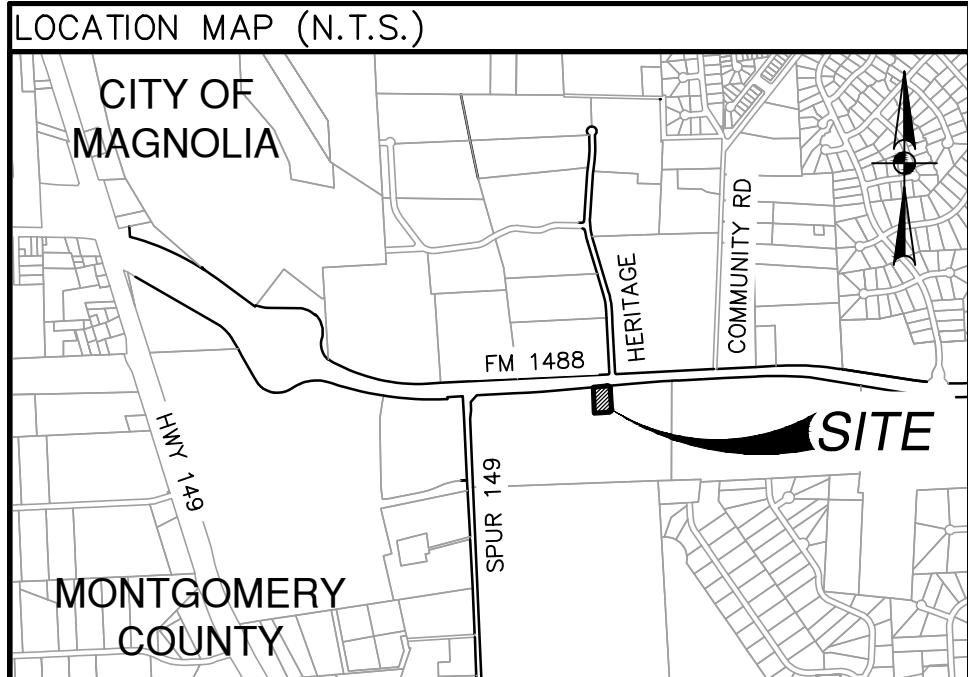 LOCATION MAP (N.T.S.)
CITY OF
MAGNOLIA
COMMUNITY RD
HERITAGE
FM 1488
SITE
HWY 149
SPUR 149
MONTGOMERY
COUNTY